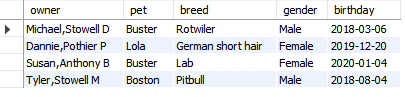 owner pet breed gender birthday
Michael,Stowell D Buster Rotwiler Male 2018-03-06
Dannie,Pothier P Lola German short hair Female 2019-12-20
Susan,Anthony B Buster Lab Female 2020-01-04
Tyler,Stowell M Boston Pitbull Male 2018-08-04